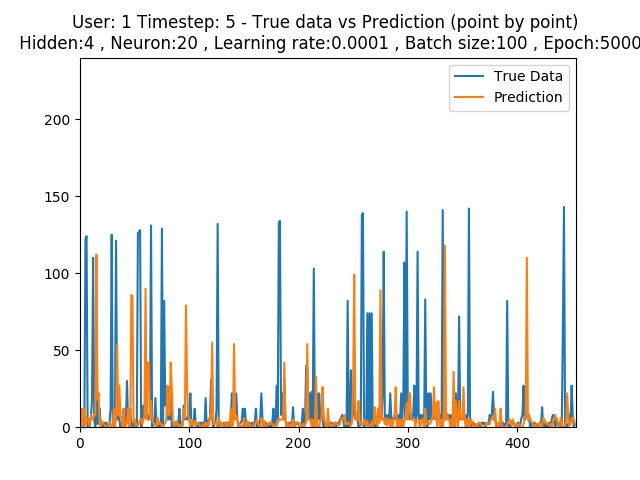 User: 1 Timestep: 5 - True data vs Prediction (point by point)
Hidden:4 , Neuron:20 , Learning rate:0.0001 , Batch size:100 , Epoch:5000
True Data
Prediction
200
150
100
50
0
0 100 200 300 400